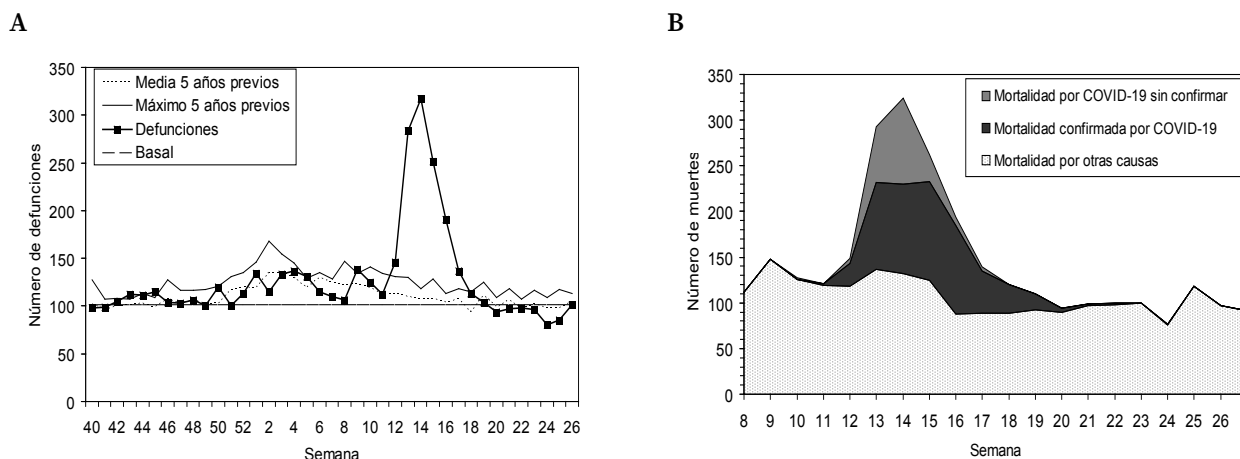 A
Número de defunciones
350
300
250
200
150
100
50
0
Media 5 años previos
Máximo 5 años previos
Defunciones
Basal
40 42 44 46 48 50 52 2 4 6 8 10 12 14 16 18 20 22 24 26
Semana
B
Número de muertes
350
300
250
200
150
100
50
0
Mortalidad por COVID-19 sin confirmar
Mortalidad confirmada por COVID-19
Mortalidad por otras causas
8 9 10 11 12 13 14 15 16 17 18 19 20 21 22 23 24 25 26
Semana